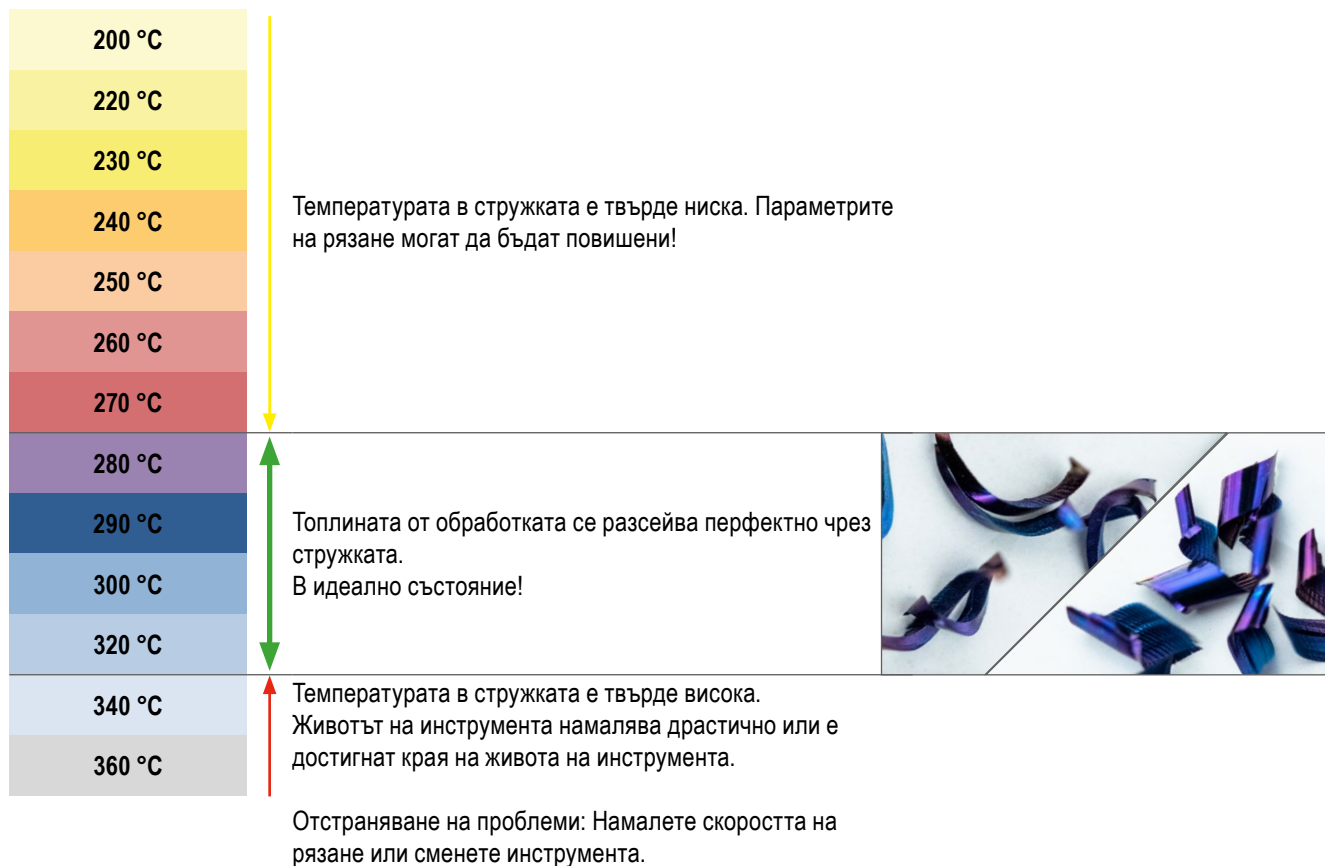 200 °C
220 °C
230 °C
240 °C
250 °C
260 °C
270 °C
Температурата в стружката е твърде ниска. Параметрите
на рязане могат да бъдат повишени!
280 °C
290 °C
300 °C
320 °C
Топлината от обработката се разсейва перфектно чрез
стружката.
В идеално състояние!
340 °C
360 °C
Температурата в стружката е твърде висока.
Животът на инструмента намалява драстично или е
достигнат края на живота на инструмента.
Отстраняване на проблеми: Намалете скоростта на
рязане или сменете инструмента.